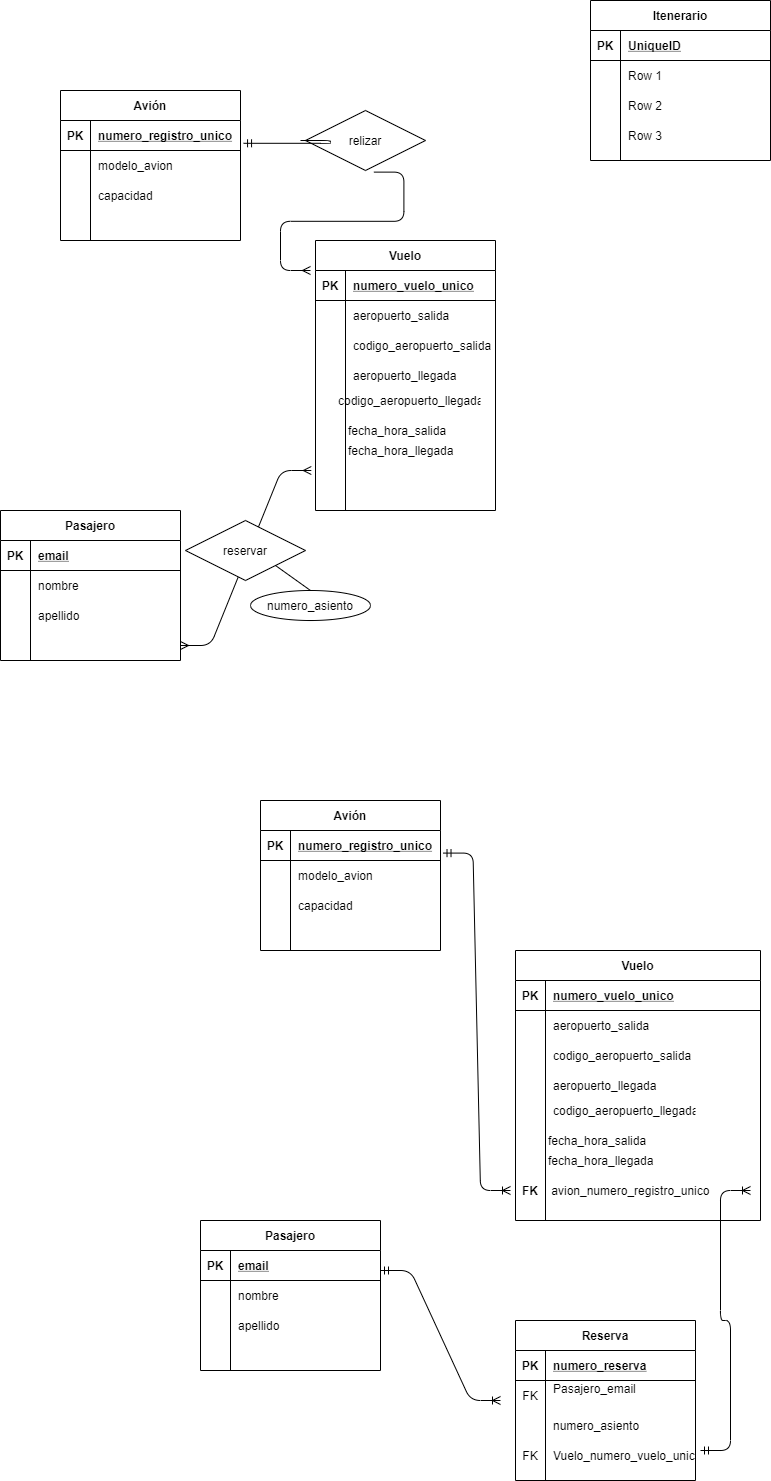 Itenerario
PK UniqueID
Row 1
Row 2
Row 3
Avión
PK numero_registro_unico
modelo_avion
capacidad
relizar
Vuelo
PK numero_vuelo_unico
aeropuerto_salida
codigo_aeropuerto_salida
aeropuerto_llegada
codigo_aeropuerto_llegada
fecha_hora_salida
fecha_hora_llegada
Pasajero
PK email
nombre
apellido
reservar
numero_asiento
Avión
PK numero_registro_unico
modelo_avion
capacidad
Vuelo
PK numero_vuelo_unico
aeropuerto_salida
codigo_aeropuerto_salida
aeropuerto_llegada
codigo_aeropuerto_llegada
fecha_hora_salida
fecha_hora_llegada
FK avion_numero_registro_unico
Pasajero
PK email
nombre
apellido
Reserva
PK numero_reserva
FK Pasajero_email
numero_asiento
FK Vuelo_numero_vuelo_unic